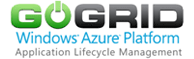 GOGRID
Windows Azure Platform
Application Lifecycle Management